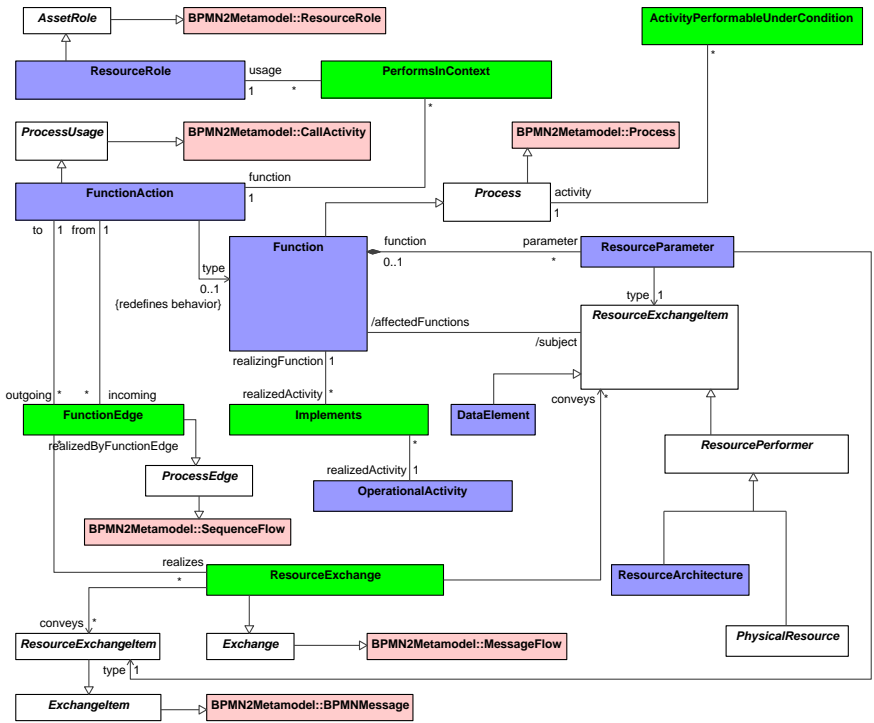 AssetRole
BPMN2Metamodel::ResourceRole
ActivityPerformableUnderCondition
*
ResourceRole
usage
1
*
PerformsInContext
*
ProcessUsage
BPMN2Metamodel::CallActivity
BPMN2Metamodel::Process
FunctionAction
function
1
Process
activity
1
to
1
from
1
Function
function
0..1
parameter
*
ResourceParameter
type
0..1
{redefines behavior}
type
1
ResourceExchangeItem
/affectedFunctions
/subject
realizingFunction
1
realizedActivity
*
outgoing
*
*
incoming
conveys
*
FunctionEdge
Implements
DataElement
*
realizedByFunctionEdge
*
ResourcePerformer
ProcessEdge
realizedActivity
1
OperationalActivity
BPMN2Metamodel::SequenceFlow
realizes
*
ResourceExchange
ResourceArchitecture
conveys
*
ResourceExchangeItem
Exchange
BPMN2Metamodel::MessageFlow
PhysicalResource
type
1
ExchangeItem
BPMN2Metamodel::BPMNMessage